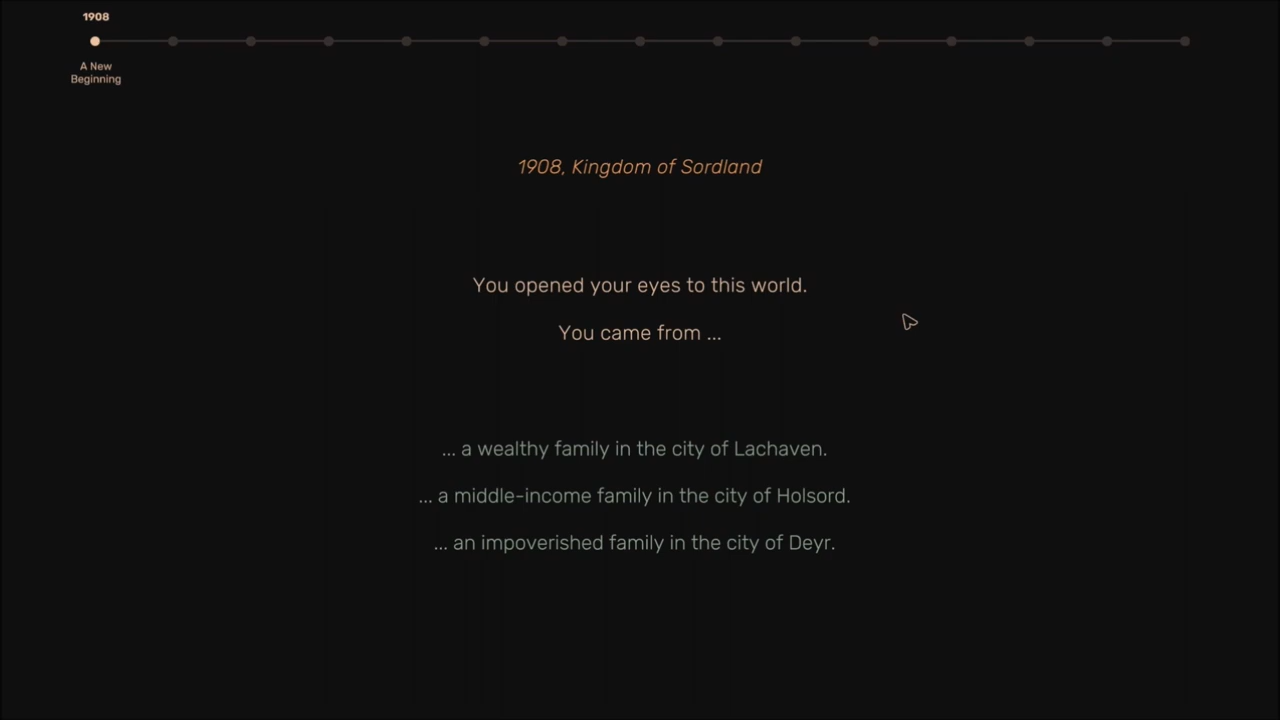 1908
A New
Beginning
1908, Kingdom of Sordland
You opened your eyes to this world.
You came from ...
... a wealthy family in the city of Lachaven.
... a middle-income family in the city of Holsord.
... an impoverished family in the city of Deyr.